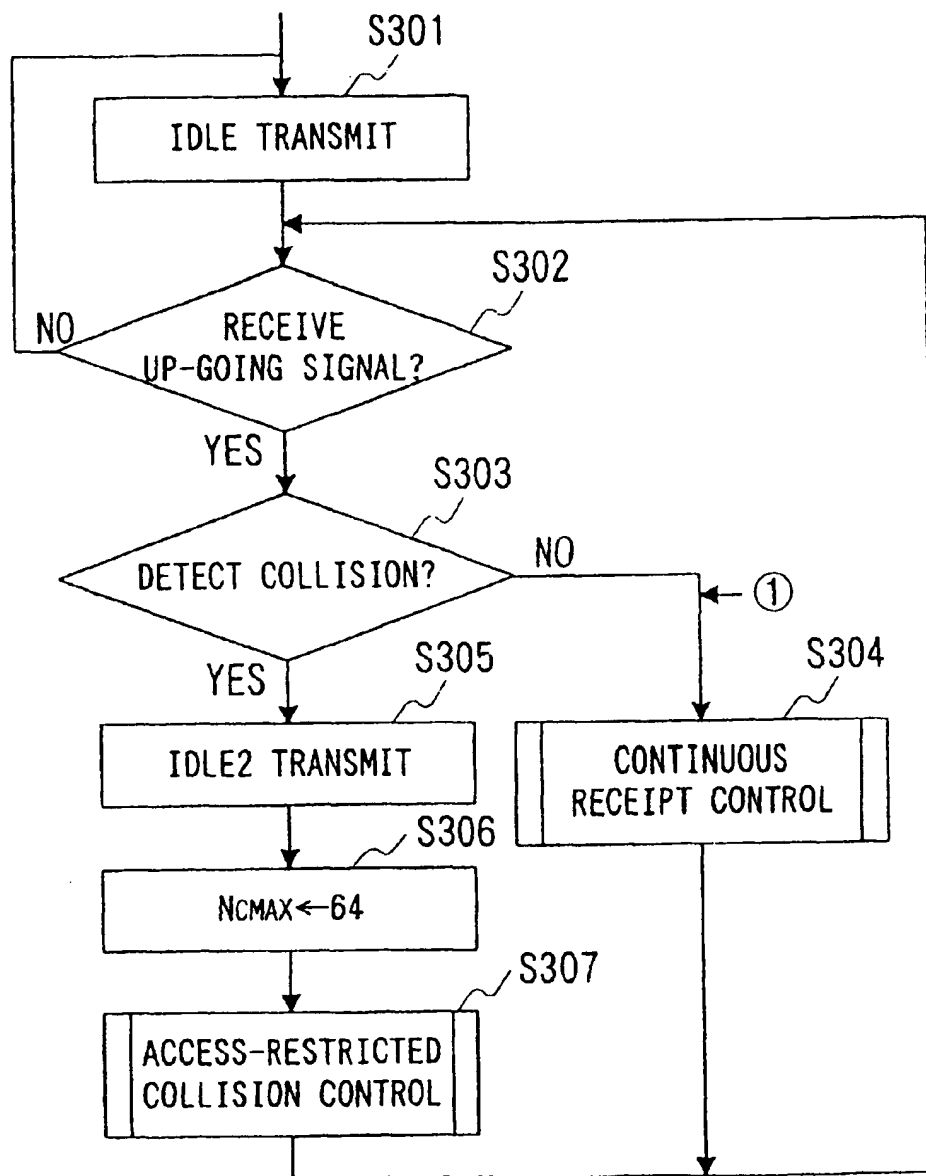 S301
IDLE TRANSMIT
S302
NO
RECEIVE
UP-GOING SIGNAL?
YES
S303
DETECT COLLISION?
NO
①
YES
S305
S304
IDLE2 TRANSMIT
CONTINUOUS
RECEIPT CONTROL
S306
NCMAX←64
S307
ACCESS-RESTRICTED
COLLISION CONTROL